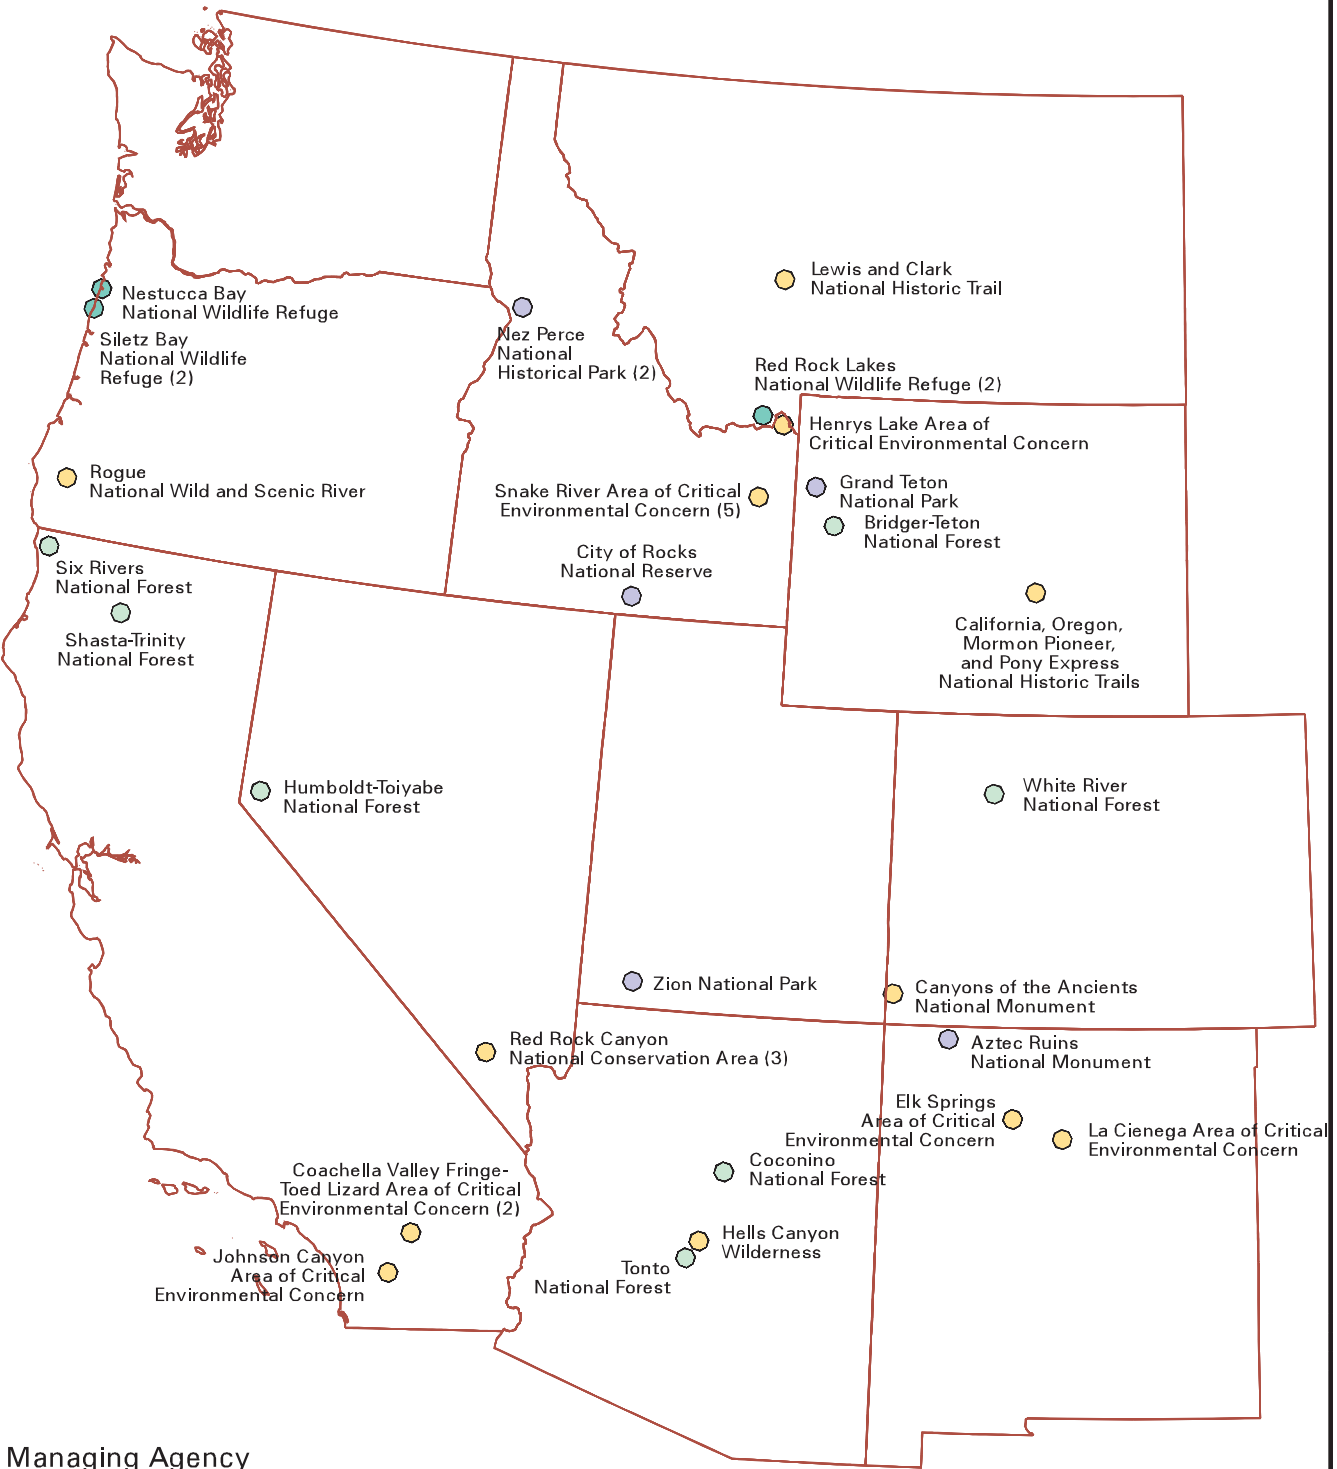 Nestucca Bay
National Wildlife Refuge
Siletz Bay
National Wildlife
Refuge (2)
Nez Perce
National
Historical Park (2)
Lewis and Clark
National Historic Trail
Red Rock Lakes
National Wildlife Refuge (2)
Henrys Lake Area of
Critical Environmental Concern
Rogue
National Wild and Scenic River
Snake River Area of Critical
Environmental Concern (5)
Grand Teton
National Park
Bridger-Teton
National Forest
City of Rocks
National Reserve
Six Rivers
National Forest
Shasta-Trinity
National Forest
California, Oregon,
Mormon Pioneer,
and Pony Express
National Historic Trails
Humboldt-Toiyabe
National Forest
White River
National Forest
Zion National Park
Canyons of the Ancients
National Monument
Red Rock Canyon
National Conservation Area (3)
Aztec Ruins
National Monument
Elk Springs
Area of Critical
Environmental Concern
La Cienega Area of Critical
Environmental Concern
Coconino
National Forest
Coachella Valley Fringe-
Toed Lizard Area of Critical
Environmental Concern (2)
Hells Canyon
Wilderness
Johnson Canyon
Area of Critical
Environmental Concern
Tonto
National Forest
Managing Agency